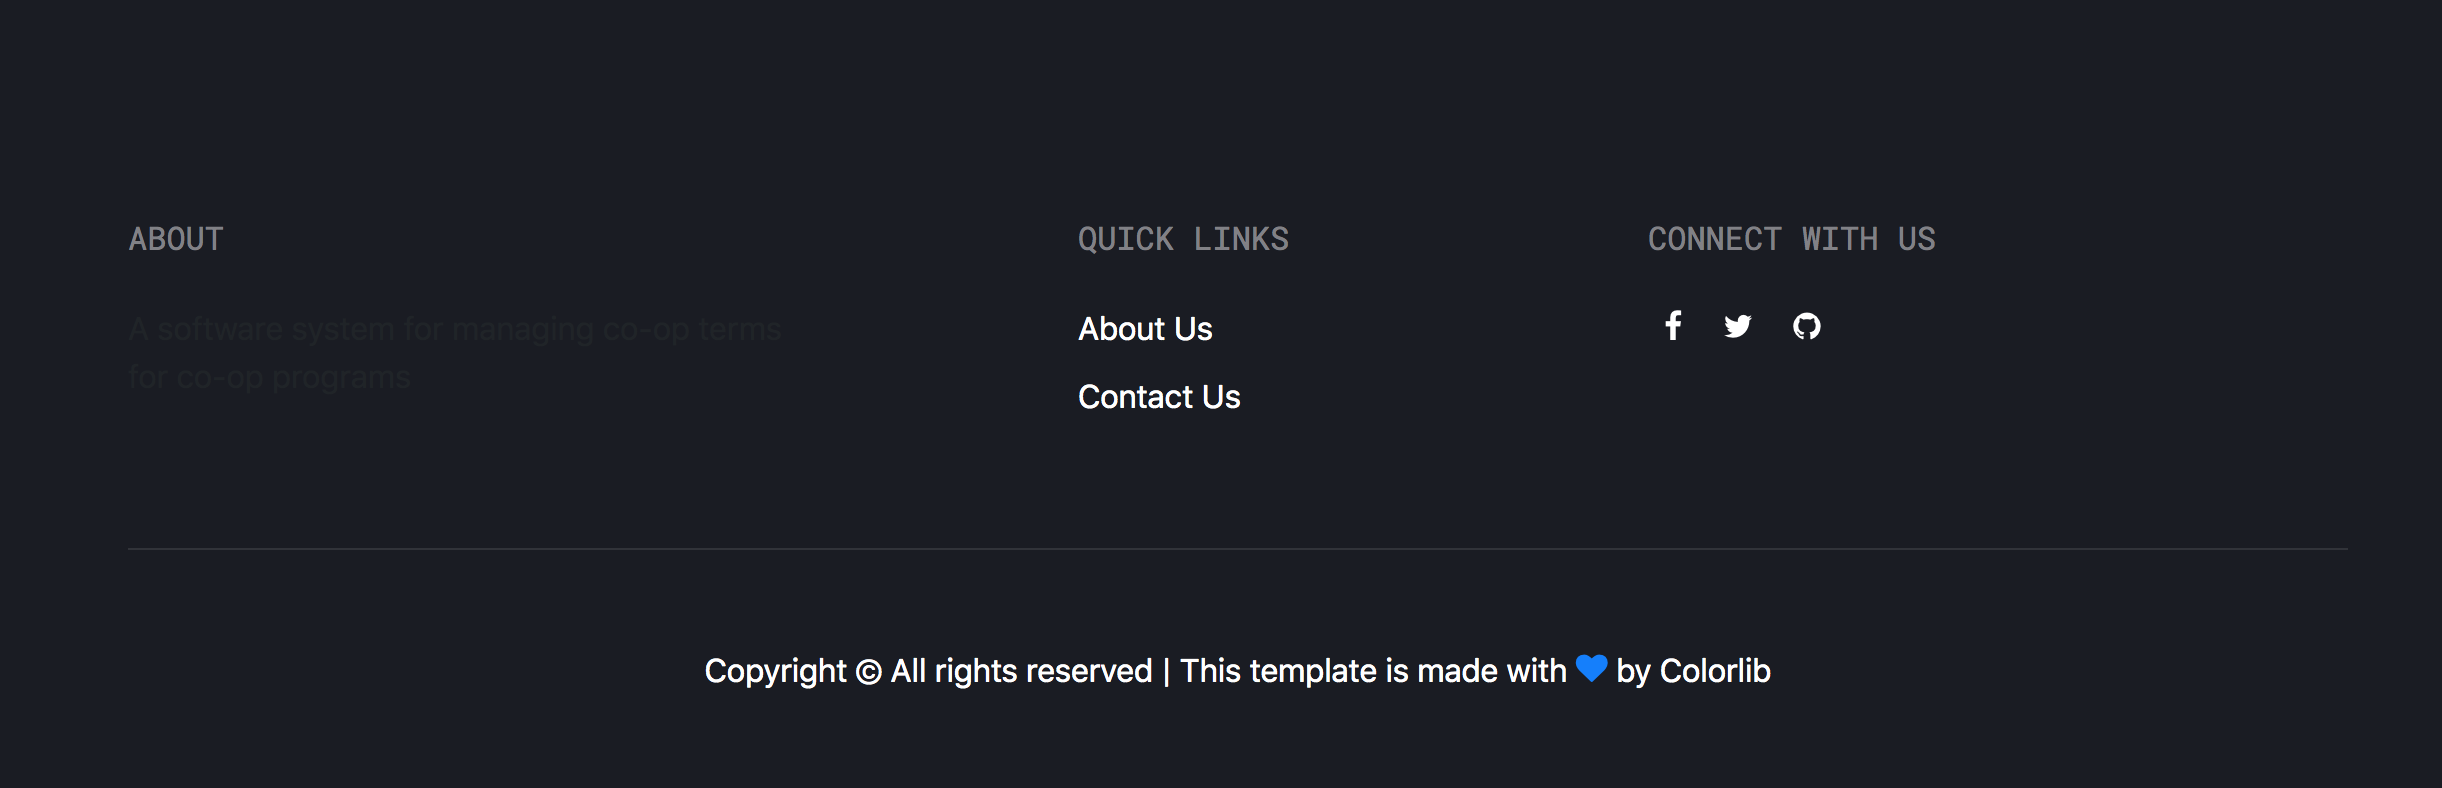 ABOUT
A software system for managing co-op terms
for co-op programs
QUICK LINKS
About Us
Contact Us
CONNECT WITH US
Copyright © All rights reserved | This template is made with 💙 by Colorlib